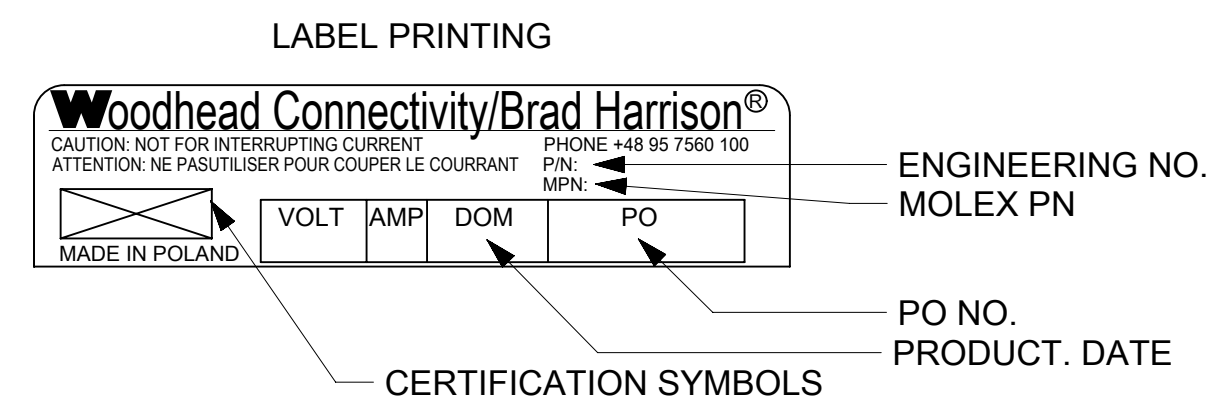 LABEL PRINTING
Woodhead Connectivity/Brad Harrison®
CAUTION: NOT FOR INTERRUPTING CURRENT
ATTENTION: NE PASUTILISER POUR COUPER LE COURRANT
PHONE +48 95 7560 100
P/N:
MPN:
ENGINEERING NO.
MOLEX PN
VOLT AMP DOM PO
MADE IN POLAND
PO NO.
PRODUCT. DATE
CERTIFICATION SYMBOLS